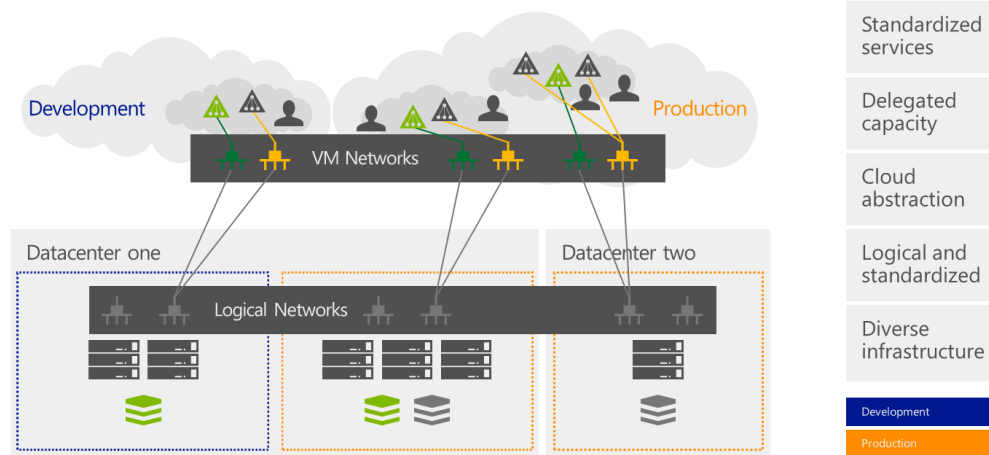 Development
Production
VM Networks
Datacenter one
Datacenter two
Logical Networks
Standardized
services
Delegated
capacity
Cloud
abstraction
Logical and
standardized
Diverse
infrastructure
Development
Production